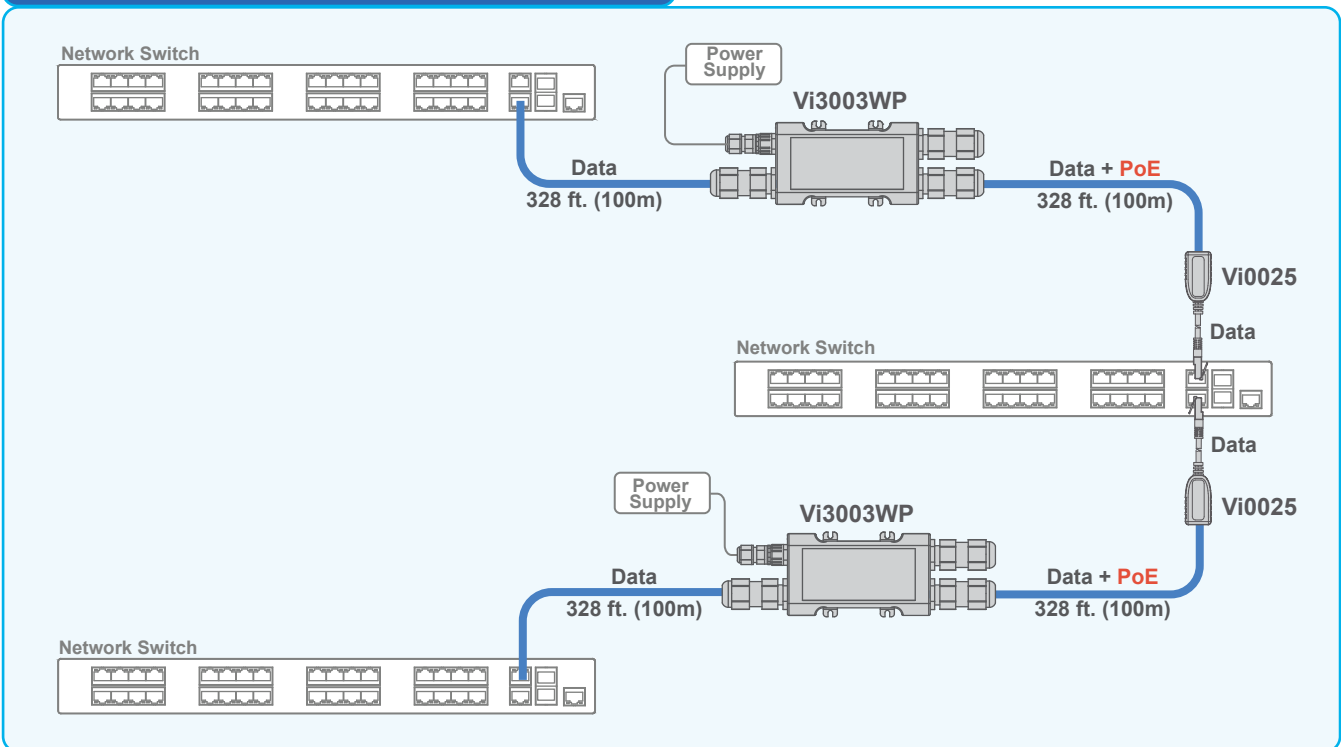 Network Switch
Power
Supply
Vi3003WP
Data
328 ft. (100m)
Data + PoE
328 ft. (100m)
Vi0025
Data
Network Switch
Data
Vi0025
Power
Supply
Vi3003WP
Data
328 ft. (100m)
Data + PoE
328 ft. (100m)
Network Switch